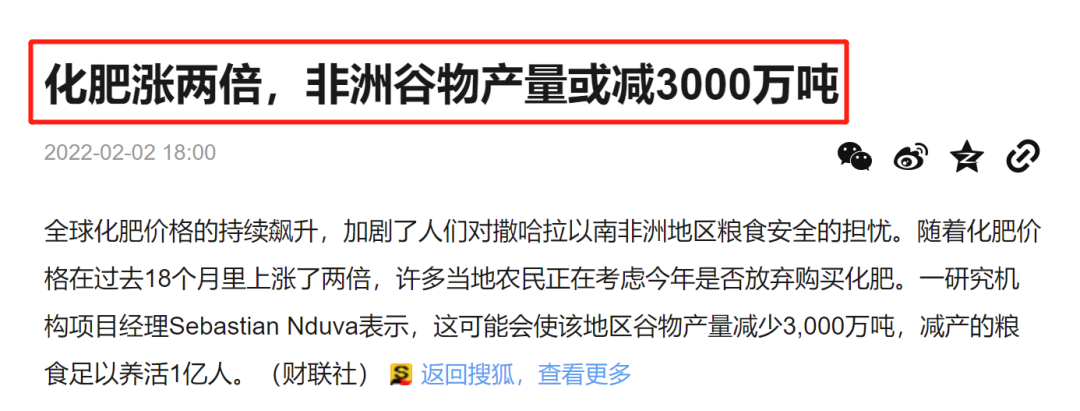 化肥涨两倍，非洲谷物产量或减3000万吨
2022-02-02 18:00
全球化肥价格的持续飙升，加剧了人们对撒哈拉以南非洲地区粮食安全的担忧。随着化肥价
格在过去18个月里上涨了两倍，许多当地农民正在考虑今年是否放弃购买化肥。一研究机
构项目经理Sebastian Nduva表示，这可能会使该地区谷物产量减少3,000万吨，减产的粮
食足以养活1亿人。（财联社） 返回搜狐，查看更多